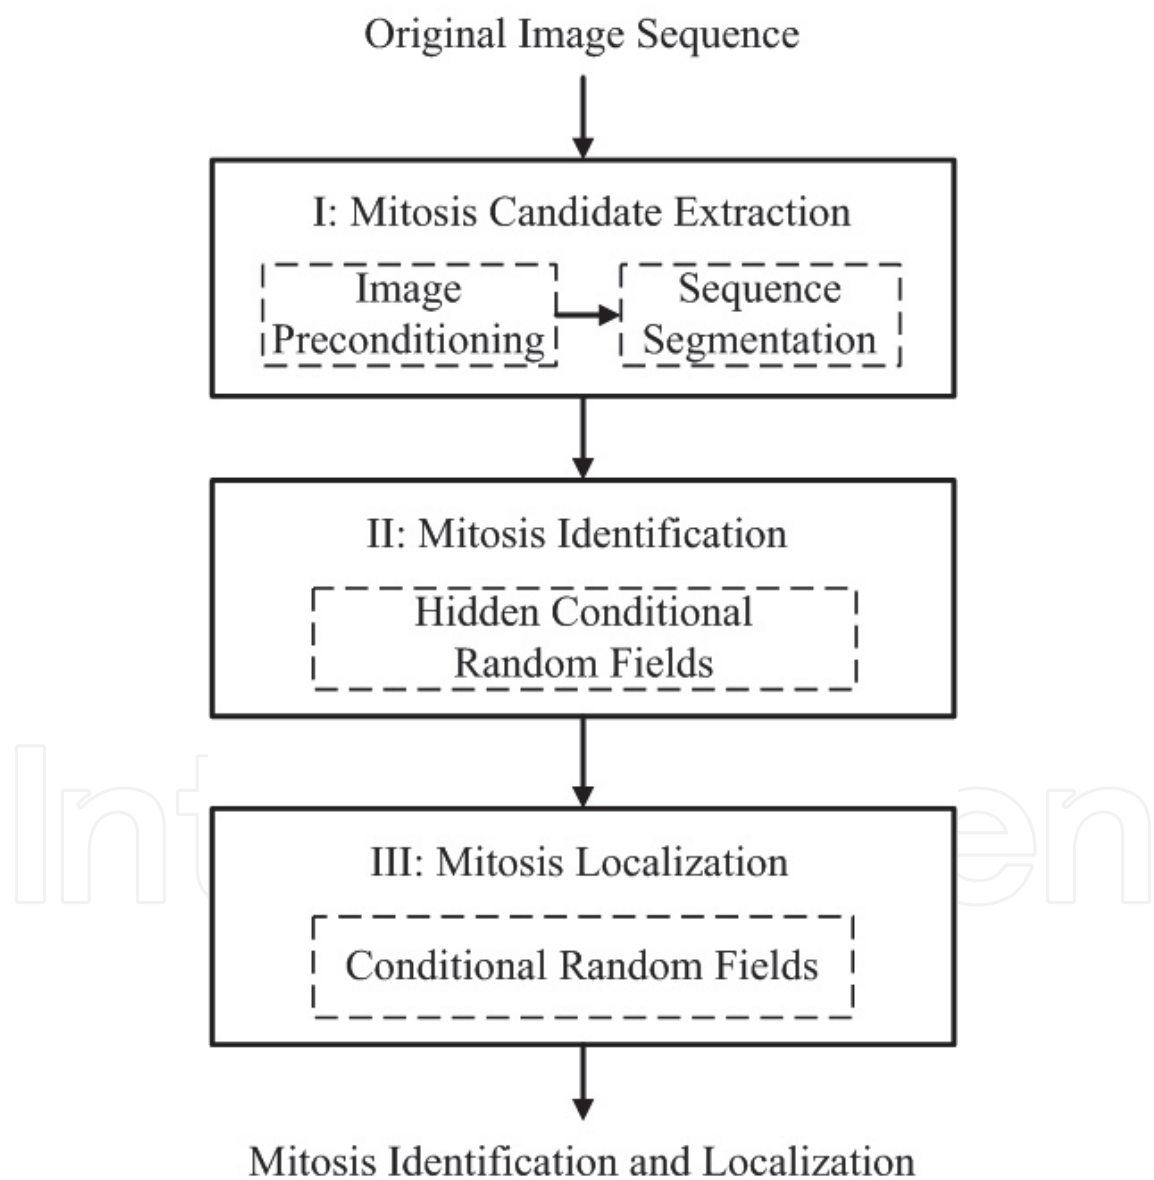 Original Image Sequence
I: Mitosis Candidate Extraction
Image
Preconditioning
Sequence
Segmentation
II: Mitosis Identification
Hidden Conditional
Random Fields
III: Mitosis Localization
Conditional Random Fields
Mitosis Identification and Localization